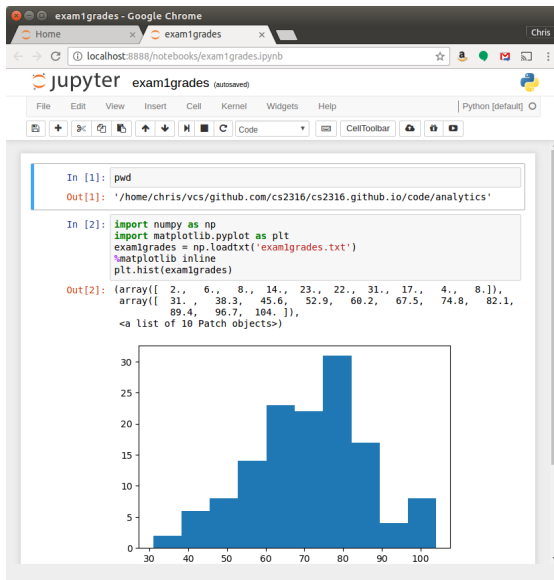 exam1grades - Google Chrome
Home
exam1grades
Chris
localhost:8888/notebooks/exam1grades.ipynb
jupyter exam1grades (autosaved)
File Edit View Insert Cell Kernel Widgets Help Python [default]
Code CellToolbar
In [1]: pwd
Out[1]: '/home/chris/vcs/github.com/cs2316/cs2316.github.io/code/analytics'
In [2]: import numpy as np
import matplotlib.pyplot as plt
exam1grades = np.loadtxt('exam1grades.txt')
%matplotlib inline
plt.hist(exam1grades)
Out[2]: (array([ 2., 6., 8., 14., 23., 22., 31., 17., 4., 8.]),
array([ 31. , 38.3, 45.6, 52.9, 60.2, 67.5, 74.8, 82.1,
89.4, 96.7, 104. ]),
<a list of 10 Patch objects>)
30
25
20
15
10
5
0
30 40 50 60 70 80 90 100